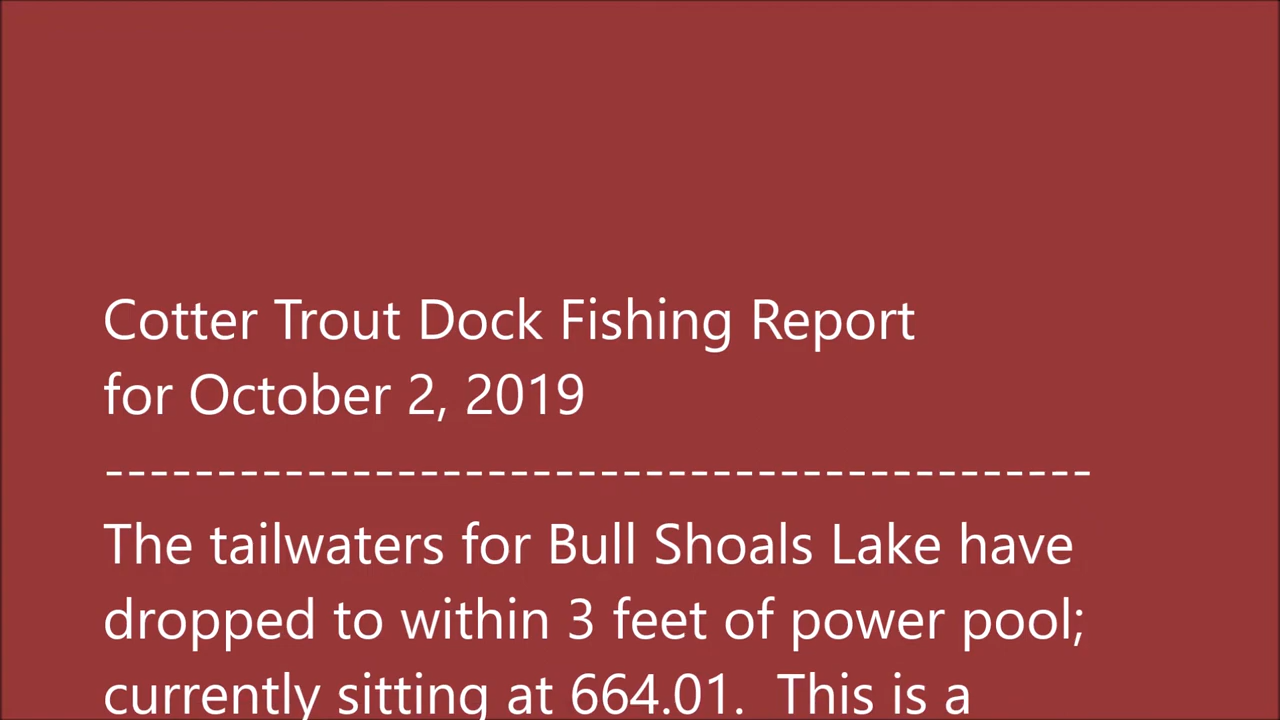 Cotter Trout Dock Fishing Report
for October 2, 2019
--------------------------------------------
The tailwaters for Bull Shoals Lake have
dropped to within 3 feet of power pool;
currently sitting at 664.01.  This is a